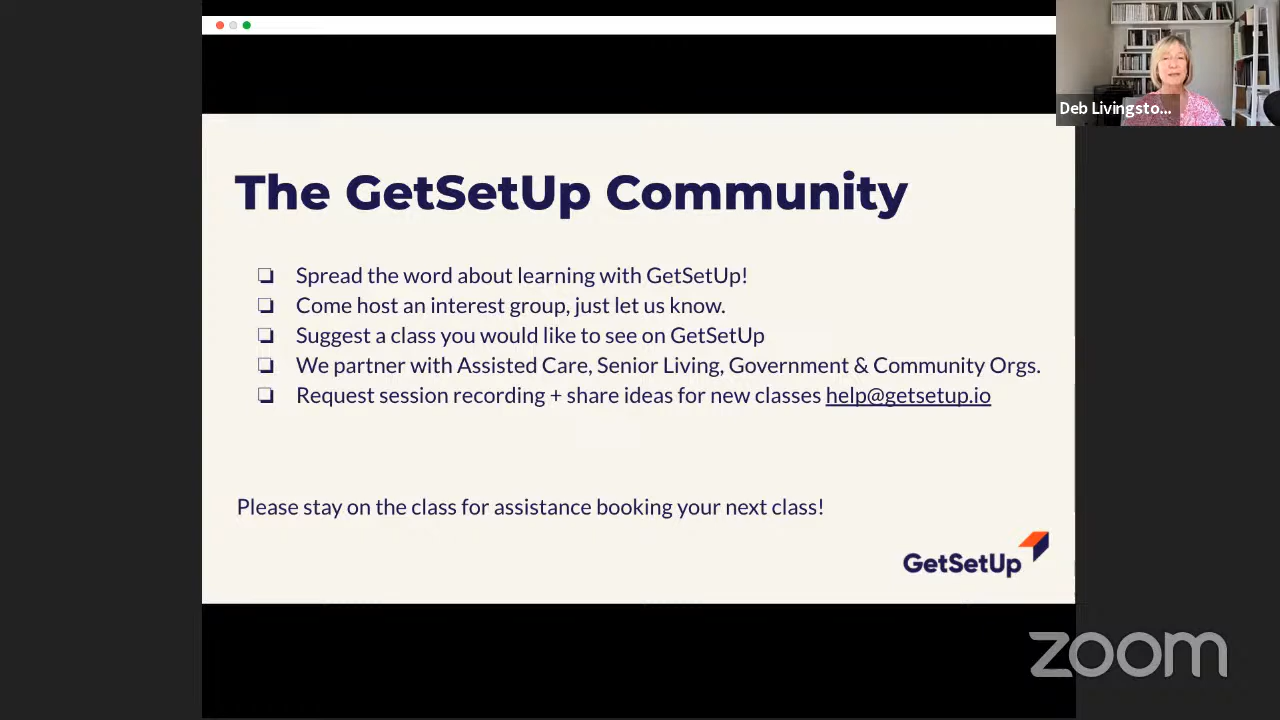 Deb Livingsto...
The GetSetUp Community
❏ Spread the word about learning with GetSetUp!
❏ Come host an interest group, just let us know.
❏ Suggest a class you would like to see on GetSetUp
❏ We partner with Assisted Care, Senior Living, Government & Community Orgs.
❏ Request session recording + share ideas for new classes help@getsetup.io
Please stay on the class for assistance booking your next class!
GetSetUp
zoom